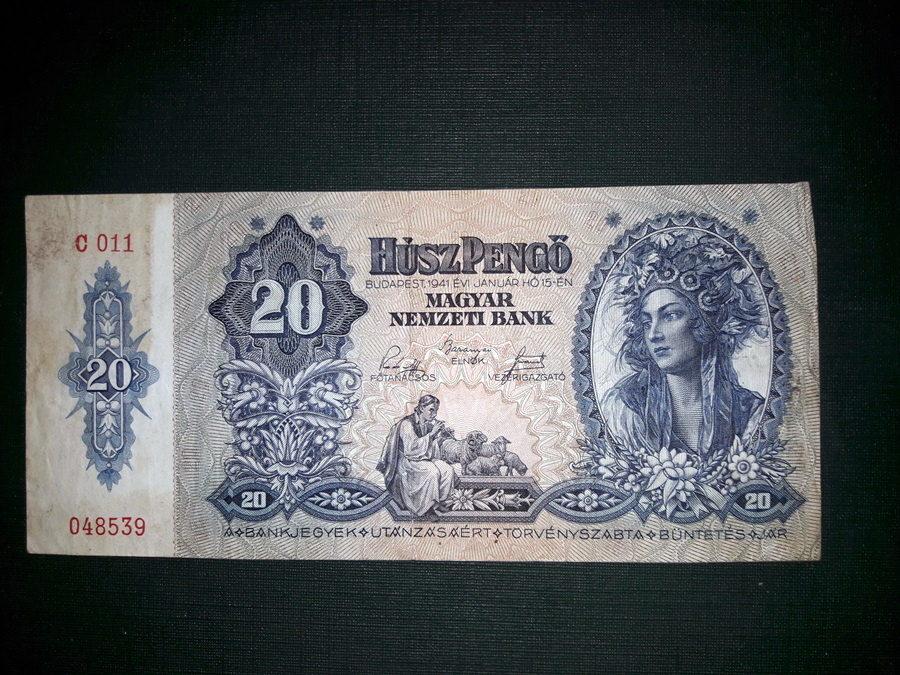 C 011
20
048539
20
HÚSZ PENGŐ
BUDAPEST, 1941 ÉVI JANUÁR HÓ 15-ÉN
MAGYAR
NEMZETI BANK
Baranyai
ELNÖK.
FŐTANÁCSOS
VEZÉRIGAZGATÓ
20
20
A BANKJEGYEK UTÁNZÁSÁÉRT TÖRVÉNYSZABTA BÜNTETÉS JÁR